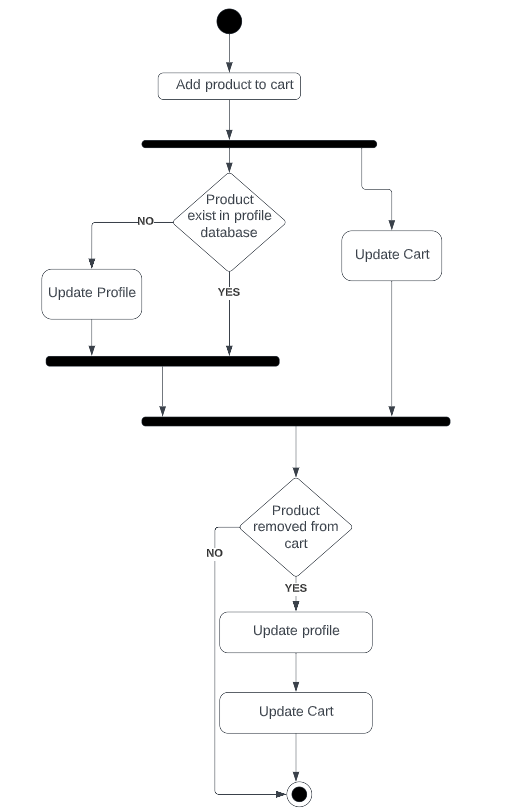 Add product to cart
Product
exist in profile
database
NO
Update Cart
Update Profile
YES
Product
removed from
cart
NO
YES
Update profile
Update Cart